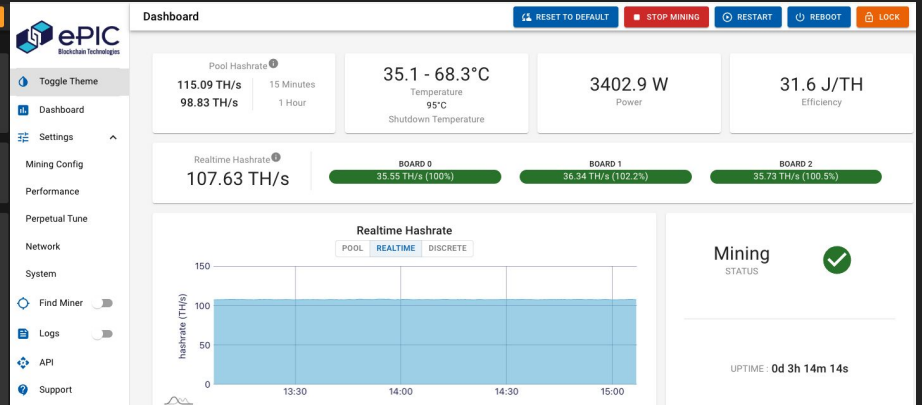 ePIC
Blockchain Technologies
Toggle Theme
Dashboard
Settings
Mining Config
Performance
Perpetual Tune
Network
System
Find Miner
Logs
API
Support
Dashboard
RESET TO DEFAULT
STOP MINING
RESTART
REBOOT
LOCK
Pool Hashrate
115.09 TH/s 15 Minutes
98.83 TH/s 1 Hour
35.1 - 68.3°C
Temperature
95°C
Shutdown Temperature
3402.9 W
Power
31.6 J/TH
Efficiency
Realtime Hashrate
107.63 TH/s
BOARD 0
35.55 TH/s (100%)
BOARD 1
36.34 TH/s (102.2%)
BOARD 2
35.73 TH/s (100.5%)
Realtime Hashrate
POOL REALTIME DISCRETE
hashrate (TH/s)
150
100
50
0
13:30 14:00 14:30 15:00
Mining
STATUS
UPTIME : 0d 3h 14m 14s